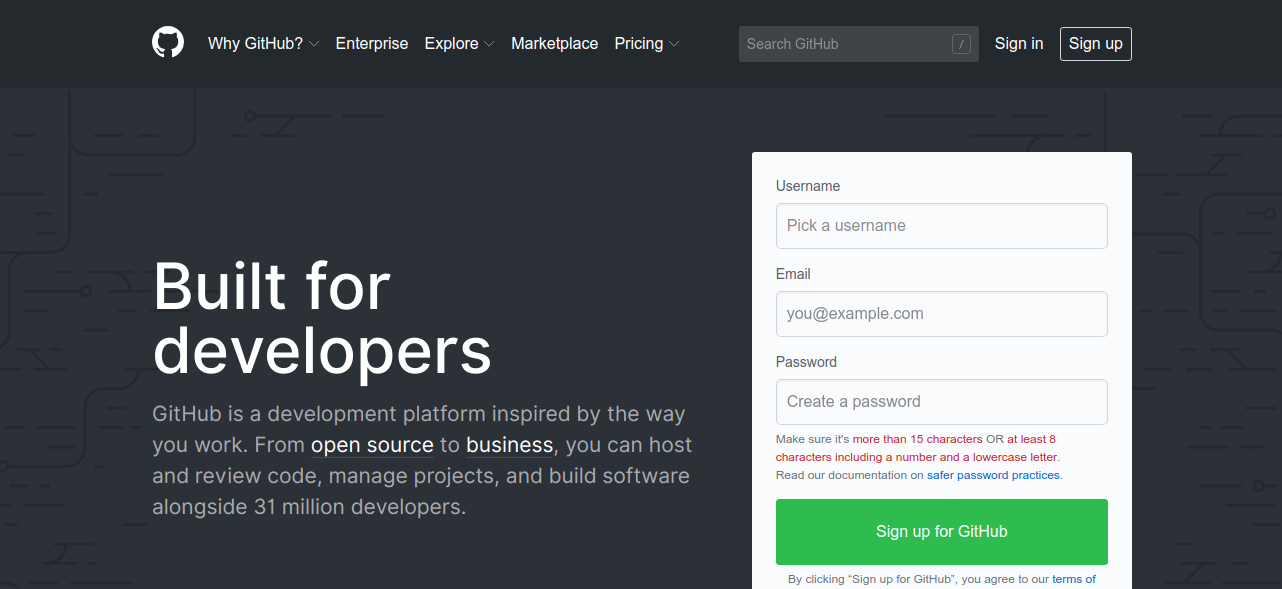 Why GitHub? Enterprise Explore Marketplace Pricing Search GitHub / Sign in Sign up
Built for
developers
GitHub is a development platform inspired by the way
you work. From open source to business, you can host
and review code, manage projects, and build software
alongside 31 million developers.
Username
Pick a username
Email
you@example.com
Password
Create a password
Make sure it's more than 15 characters OR at least 8
characters including a number and a lowercase letter.
Read our documentation on safer password practices.
Sign up for GitHub
By clicking “Sign up for GitHub”, you agree to our terms of